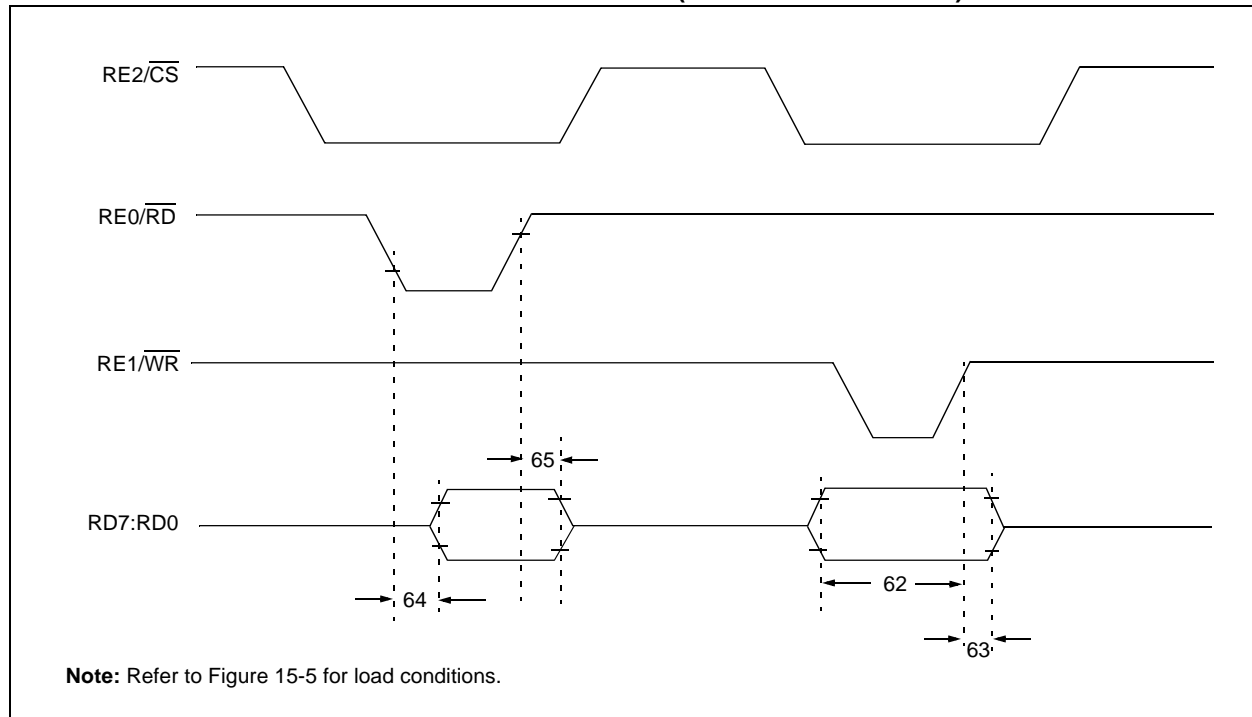 RE2/CS
RE0/RD
RE1/WR
65
RD7:RD0
62
64
63
Note: Refer to Figure 15-5 for load conditions.